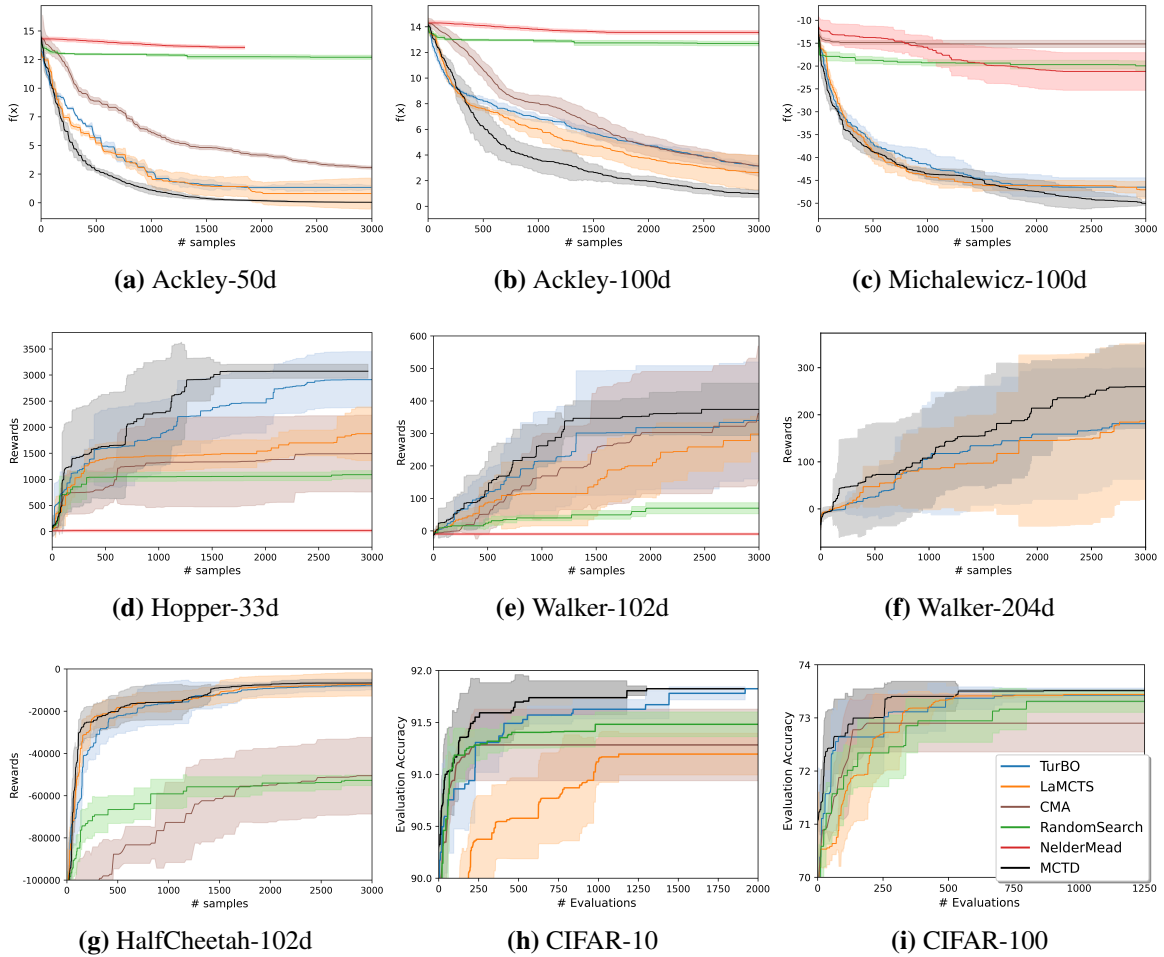 15
12
10
7
5
2
0
f(x)
0 500 1000 1500 2000 2500 3000
# samples
(a) Ackley-50d
14
12
10
8
6
4
2
0
f(x)
0 500 1000 1500 2000 2500 3000
# samples
(b) Ackley-100d
-10
-15
-20
-25
-30
-35
-40
-45
-50
f(x)
0 500 1000 1500 2000 2500 3000
# samples
(c) Michalewicz-100d
3500
3000
2500
2000
1500
1000
500
0
Rewards
0 500 1000 1500 2000 2500 3000
# samples
(d) Hopper-33d
600
500
400
300
200
100
0
Rewards
0 500 1000 1500 2000 2500 3000
# samples
(e) Walker-102d
300
200
100
0
Rewards
0 500 1000 1500 2000 2500 3000
# samples
(f) Walker-204d
0
-20000
-40000
-60000
-80000
-100000
Rewards
0 500 1000 1500 2000 2500 3000
# samples
(g) HalfCheetah-102d
92.0
91.5
91.0
90.5
90.0
Evaluation Accuracy
0 250 500 750 1000 1250 1500 1750 2000
# Evaluations
(h) CIFAR-10
74
73
72
71
70
Evaluation Accuracy
TurBO
LaMCTS
CMA
RandomSearch
NelderMead
MCTD
0 250 500 750 1000 1250
# Evaluations
(i) CIFAR-100